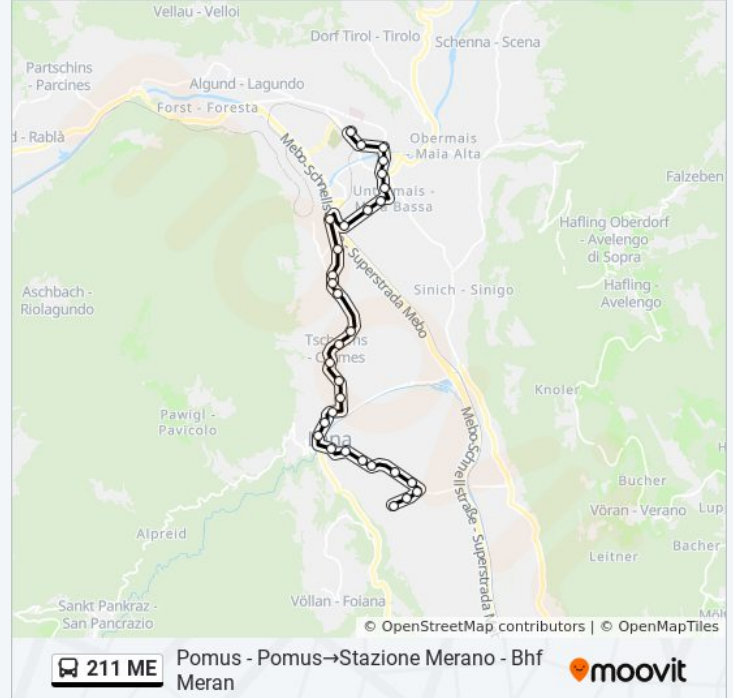 Vellau - Velloi
Dorf Tirol - Tirolo
Schenna - Scena
Partschins
- Parcines
Algund - Lagundo
Forst - Foresta
d - Rablà
Obermais
- Maia Alta
Mebo-Schnells
Falzeben
Hafling Oberdorf
- Avelengo
di Sopra
- Superstrada Mebo
Hafling -
Avelengo
Sinich - Sinigo
Aschbach -
Riolagundo
Knoler
Pawigl -
Pavicolo
Mebo-Schnellstraße - Superstrada M
Bucher
Vöran - Verano
Lup
Bacher
Leitner
Alpreid
Sankt Pankraz -
San Pancrazio
Völlan - Foiana
Möl
© OpenStreetMap contributors | © OpenMapTiles
211 ME
Pomus - Pomus→Stazione Merano - Bhf
Meran
moovit